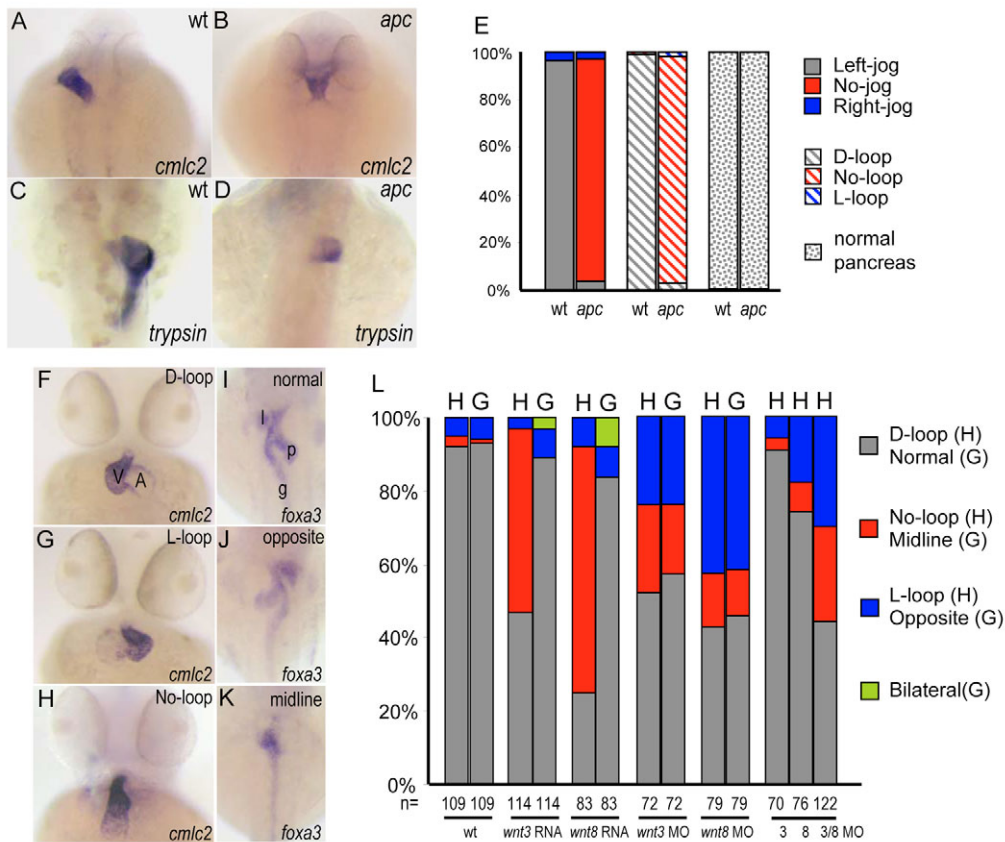 A wt B apc
cmlc2 cmlc2
C wt D apc
trypsin trypsin
E
100%
80%
60%
40%
20%
0%
wt apc wt apc wt apc
Left-jog
No-jog
Right-jog
D-loop
No-loop
L-loop
normal
pancreas
F D-loop I normal
V A l p g
cmlc2 foxa3
G L-loop J opposite
cmlc2 foxa3
H No-loop K midline
cmlc2 foxa3
L
H G H G H G H G H G H H H
100%
80%
60%
40%
20%
0%
n= 109 109 114 114 83 83 72 72 79 79 70 76 122
wt wnt3 RNA wnt8 RNA wnt3 MO wnt8 MO 3 8 3/8 MO
D-loop (H)
Normal (G)
No-loop (H)
Midline (G)
L-loop (H)
Opposite (G)
Bilateral(G)